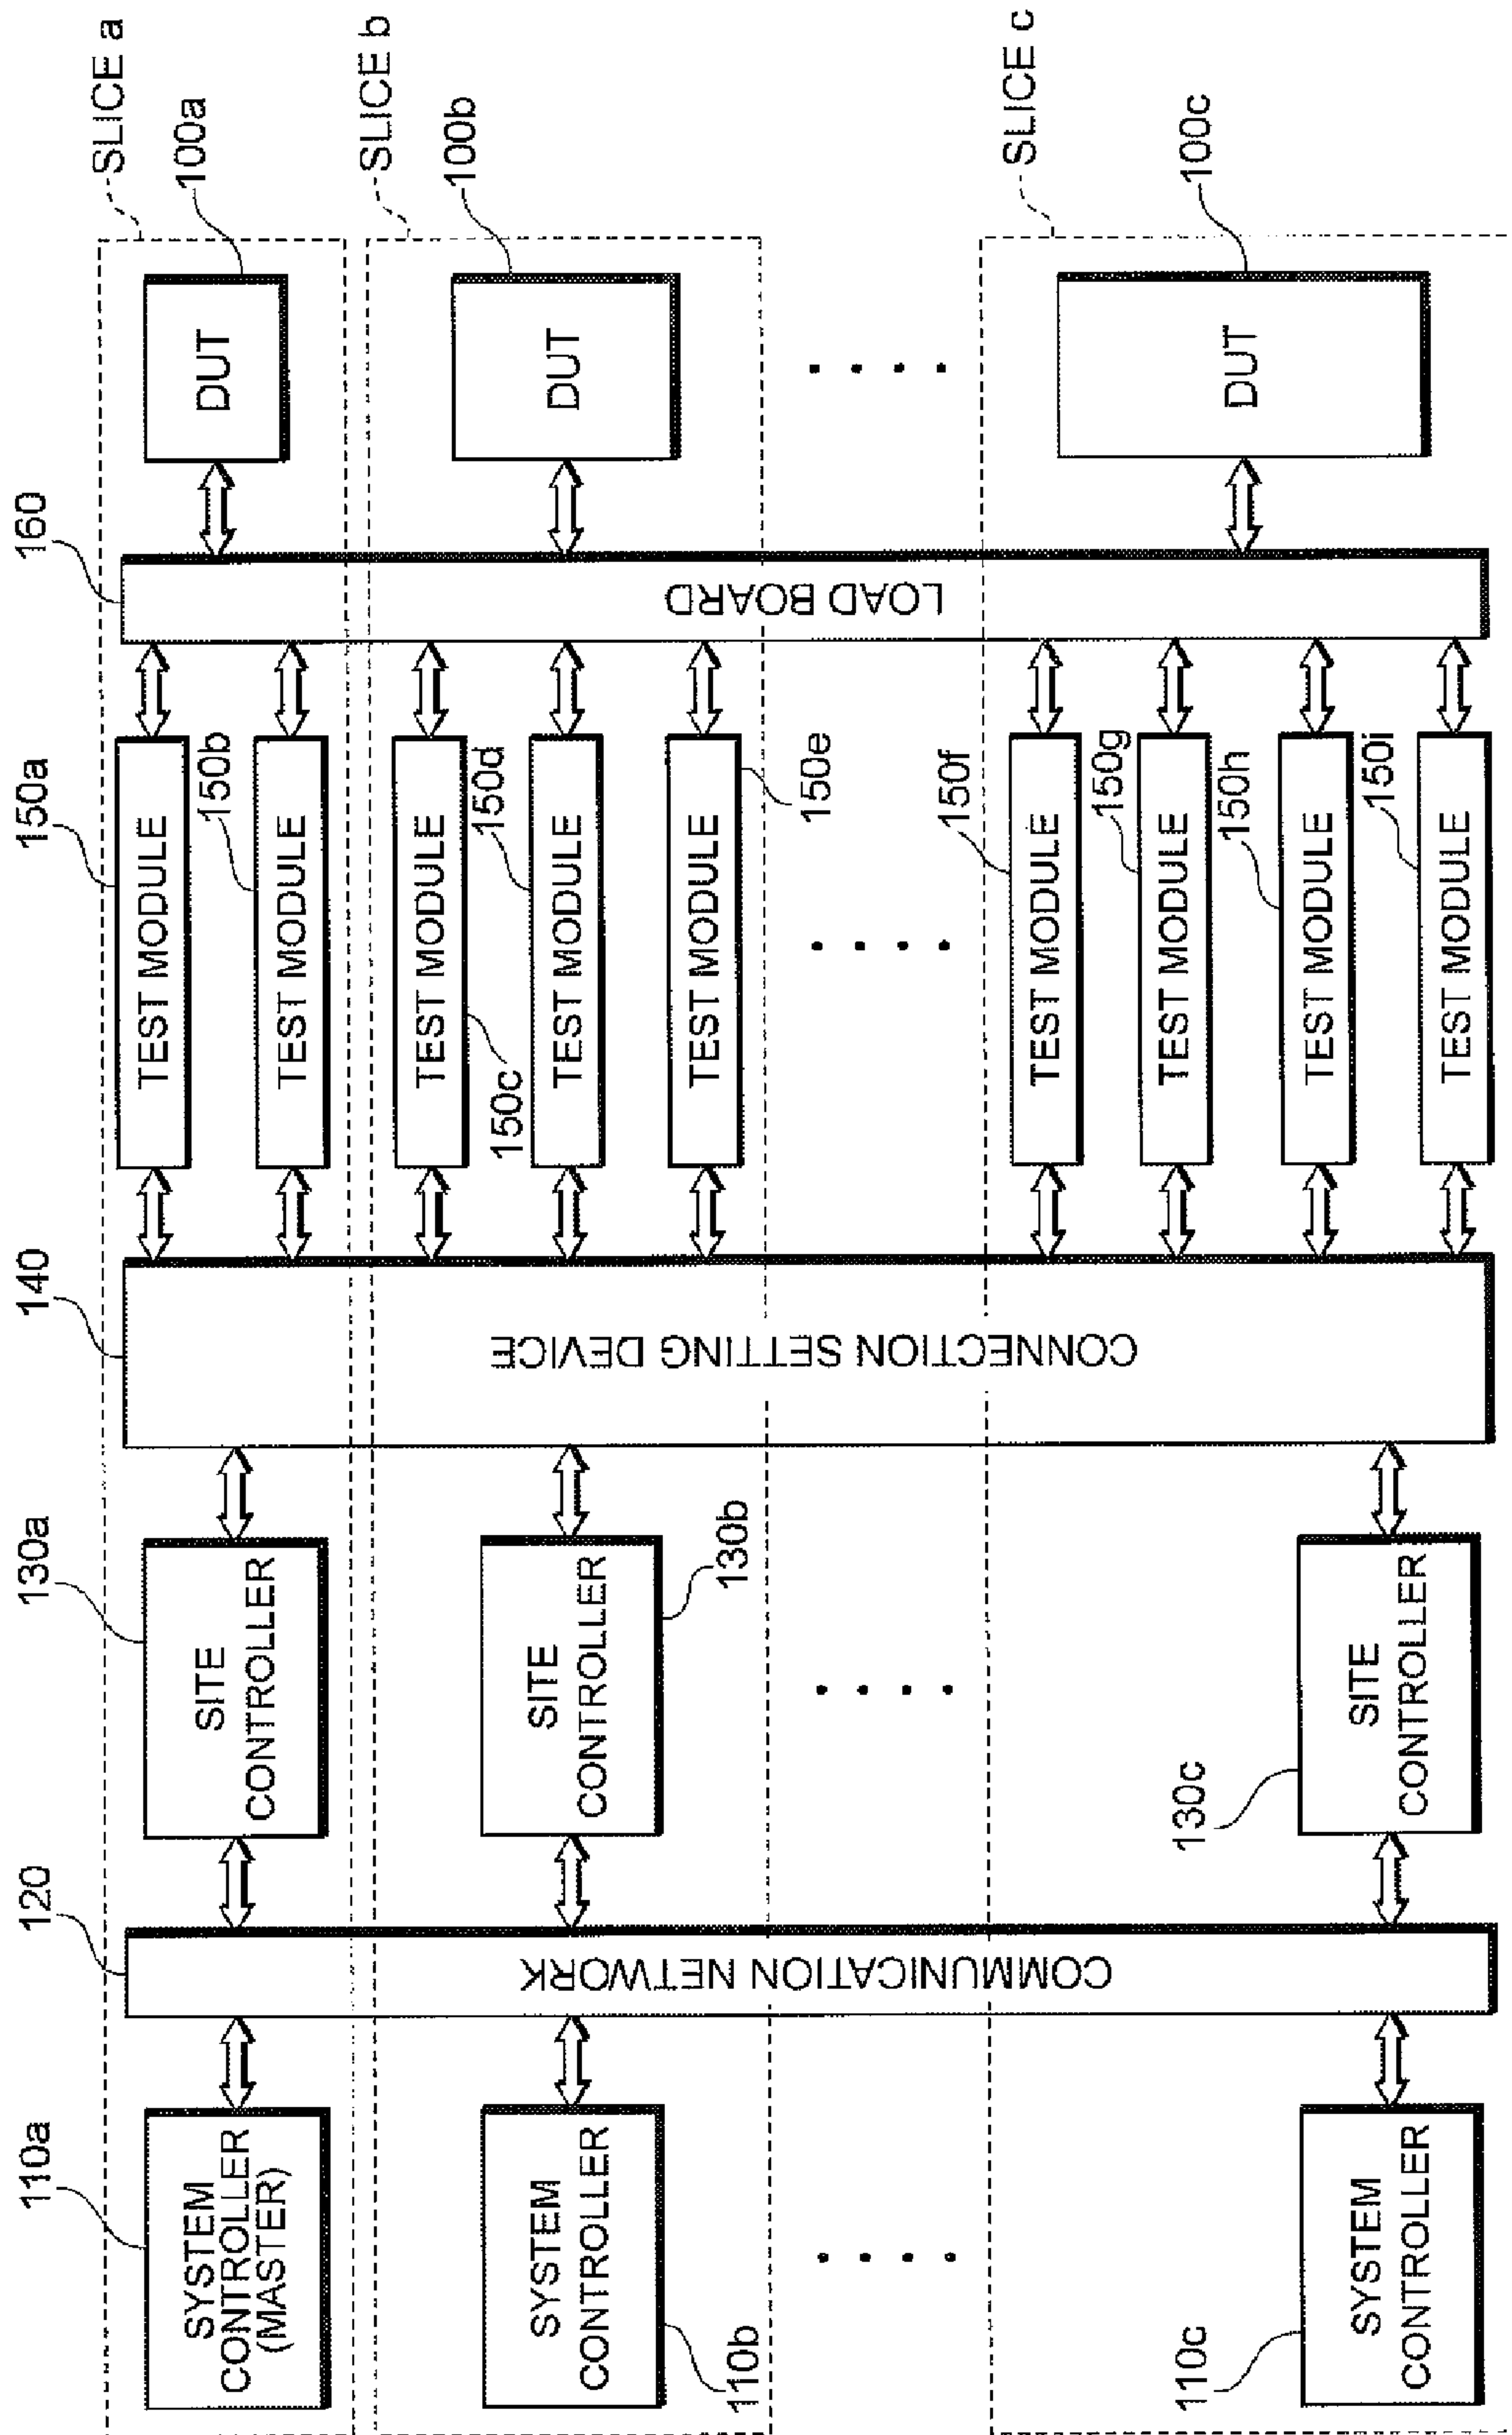 SLICE a
SLICE b
SLICE c
110a
120
130a
140
150a
160
100a
SYSTEM
CONTROLLER
(MASTER)
SITE
CONTROLLER
TEST MODULE
150b
TEST MODULE
DUT
SYSTEM
CONTROLLER
110b
COMMUNICATION NETWORK
SITE
CONTROLLER
130b
CONNECTION SETTING DEVICE
TEST MODULE
150c
150d
TEST MODULE
TEST MODULE
150e
LOAD BOARD
DUT
100b
SYSTEM
CONTROLLER
110c
SITE
CONTROLLER
130c
150f
TEST MODULE
150g
TEST MODULE
150h
TEST MODULE
150i
TEST MODULE
DUT
100c